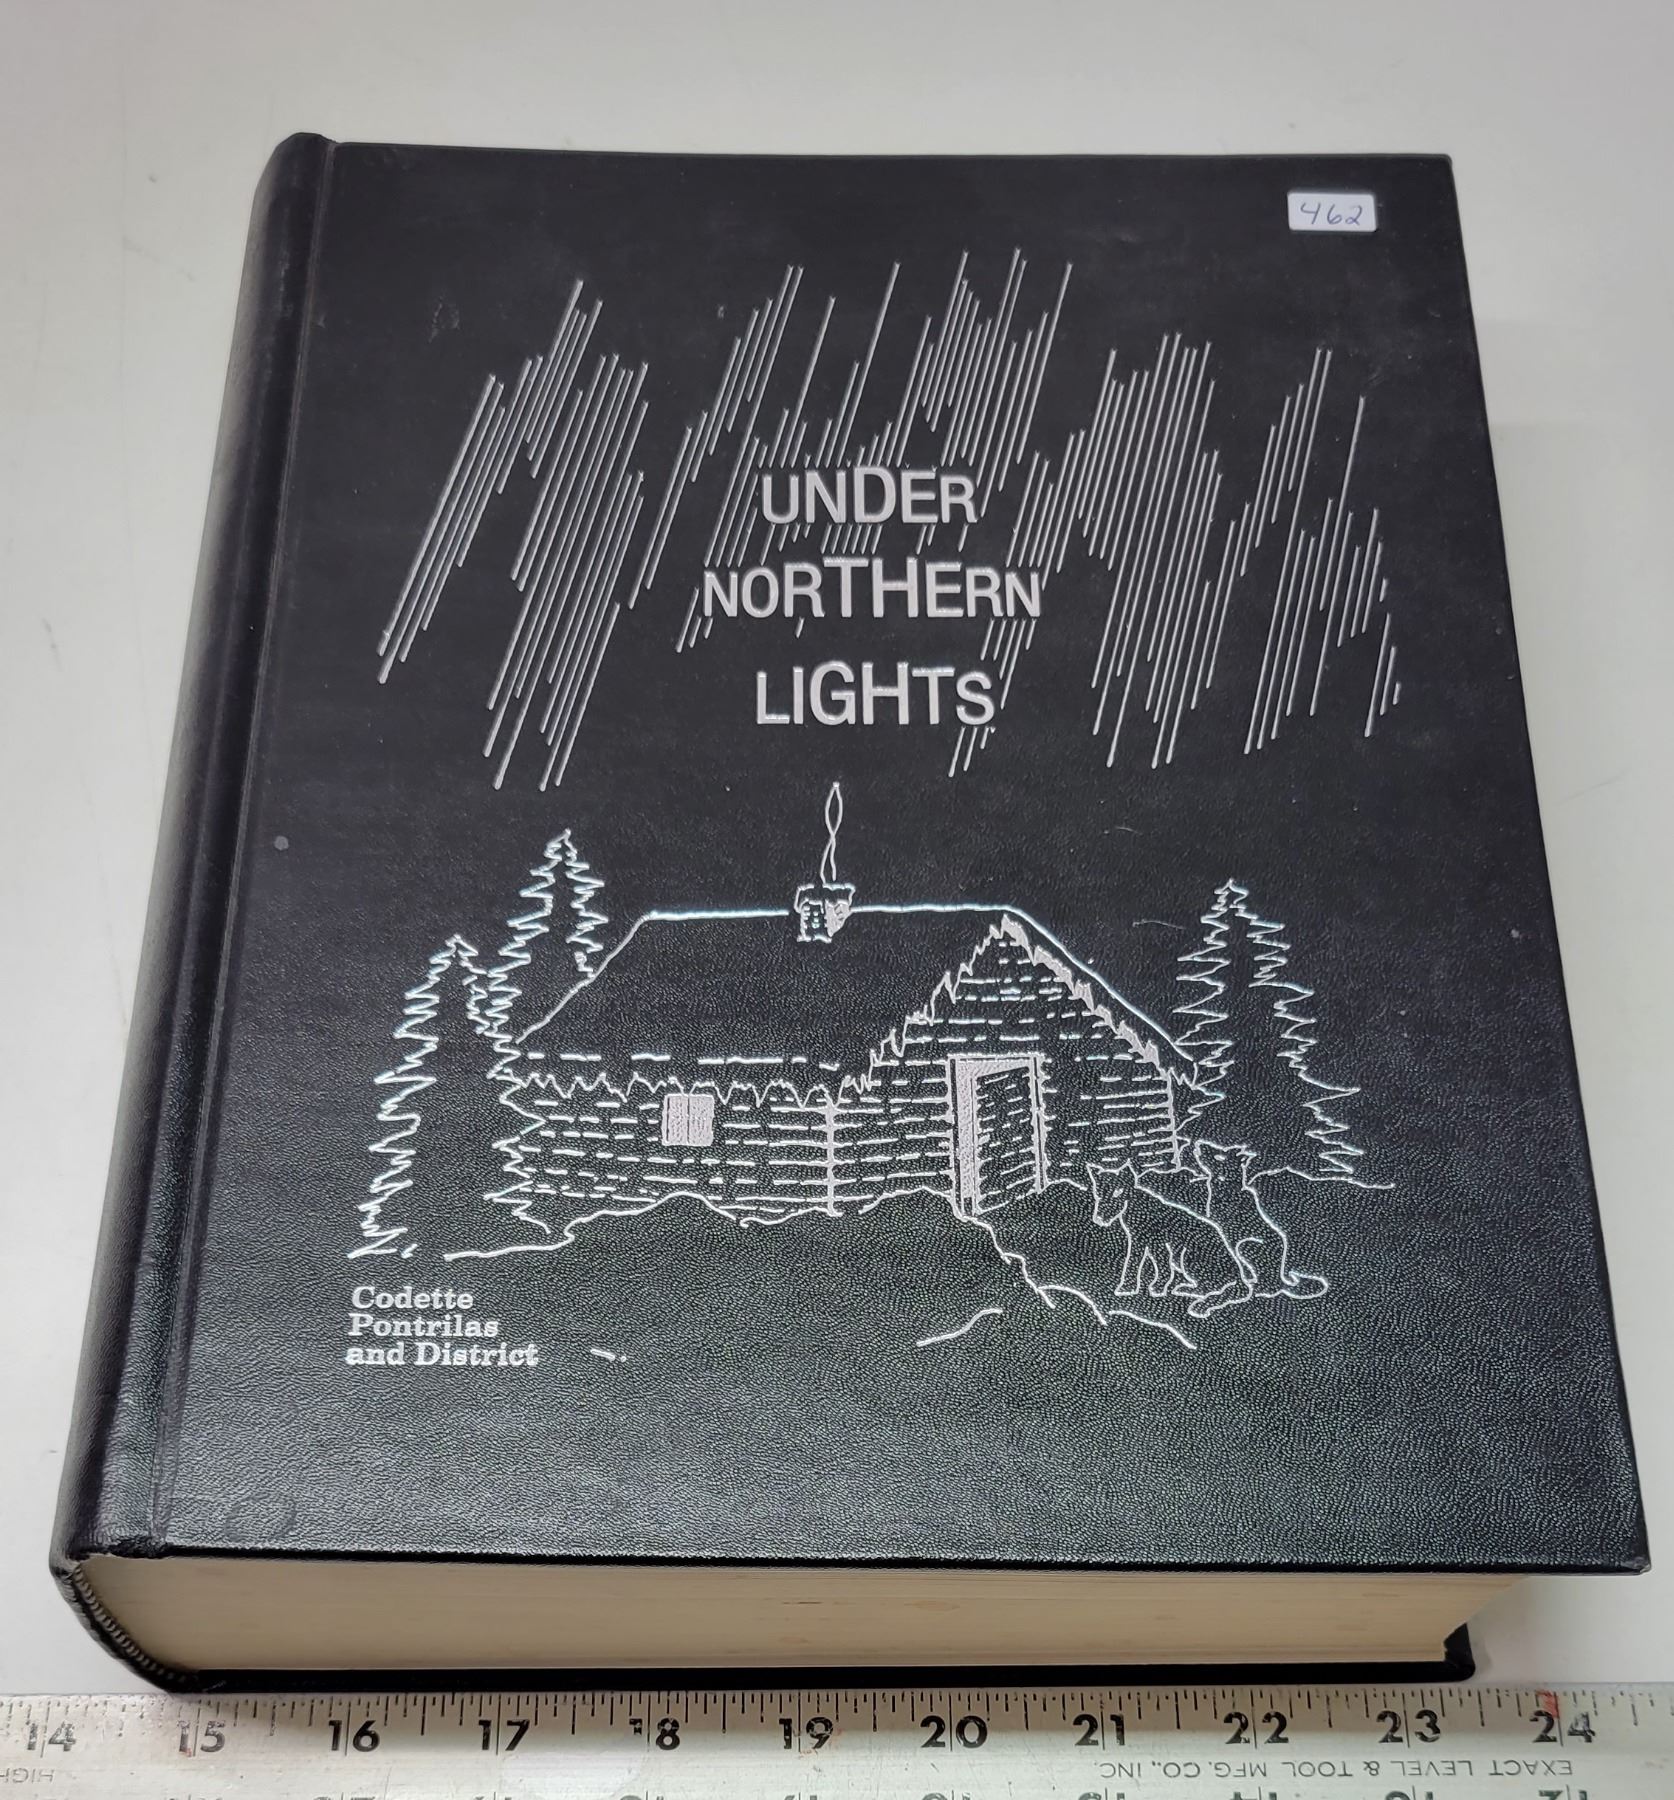 462
UNDER
NORTHERN
LIGHTS
Codette
Pontrilas
and District
14 15 16 17 18 19 20 21 22 23 24
EXACT LEVEL & TOOL MFG. CO., INC.
HIGH